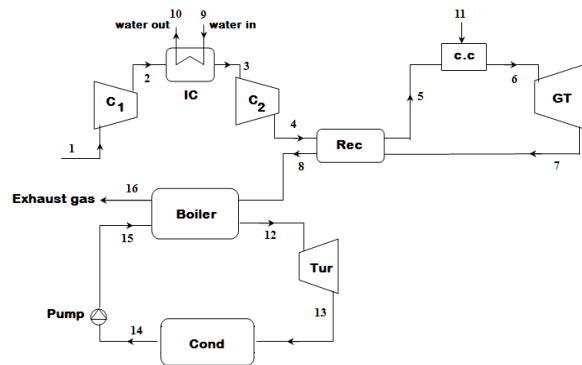 10 9 11
water out water in
C1 2 IC 3 C2 c.c 6 GT
1 4 Rec 5 7
8
Exhaust gas 16 Boiler 12
15 Tur
Pump 13
14 Cond